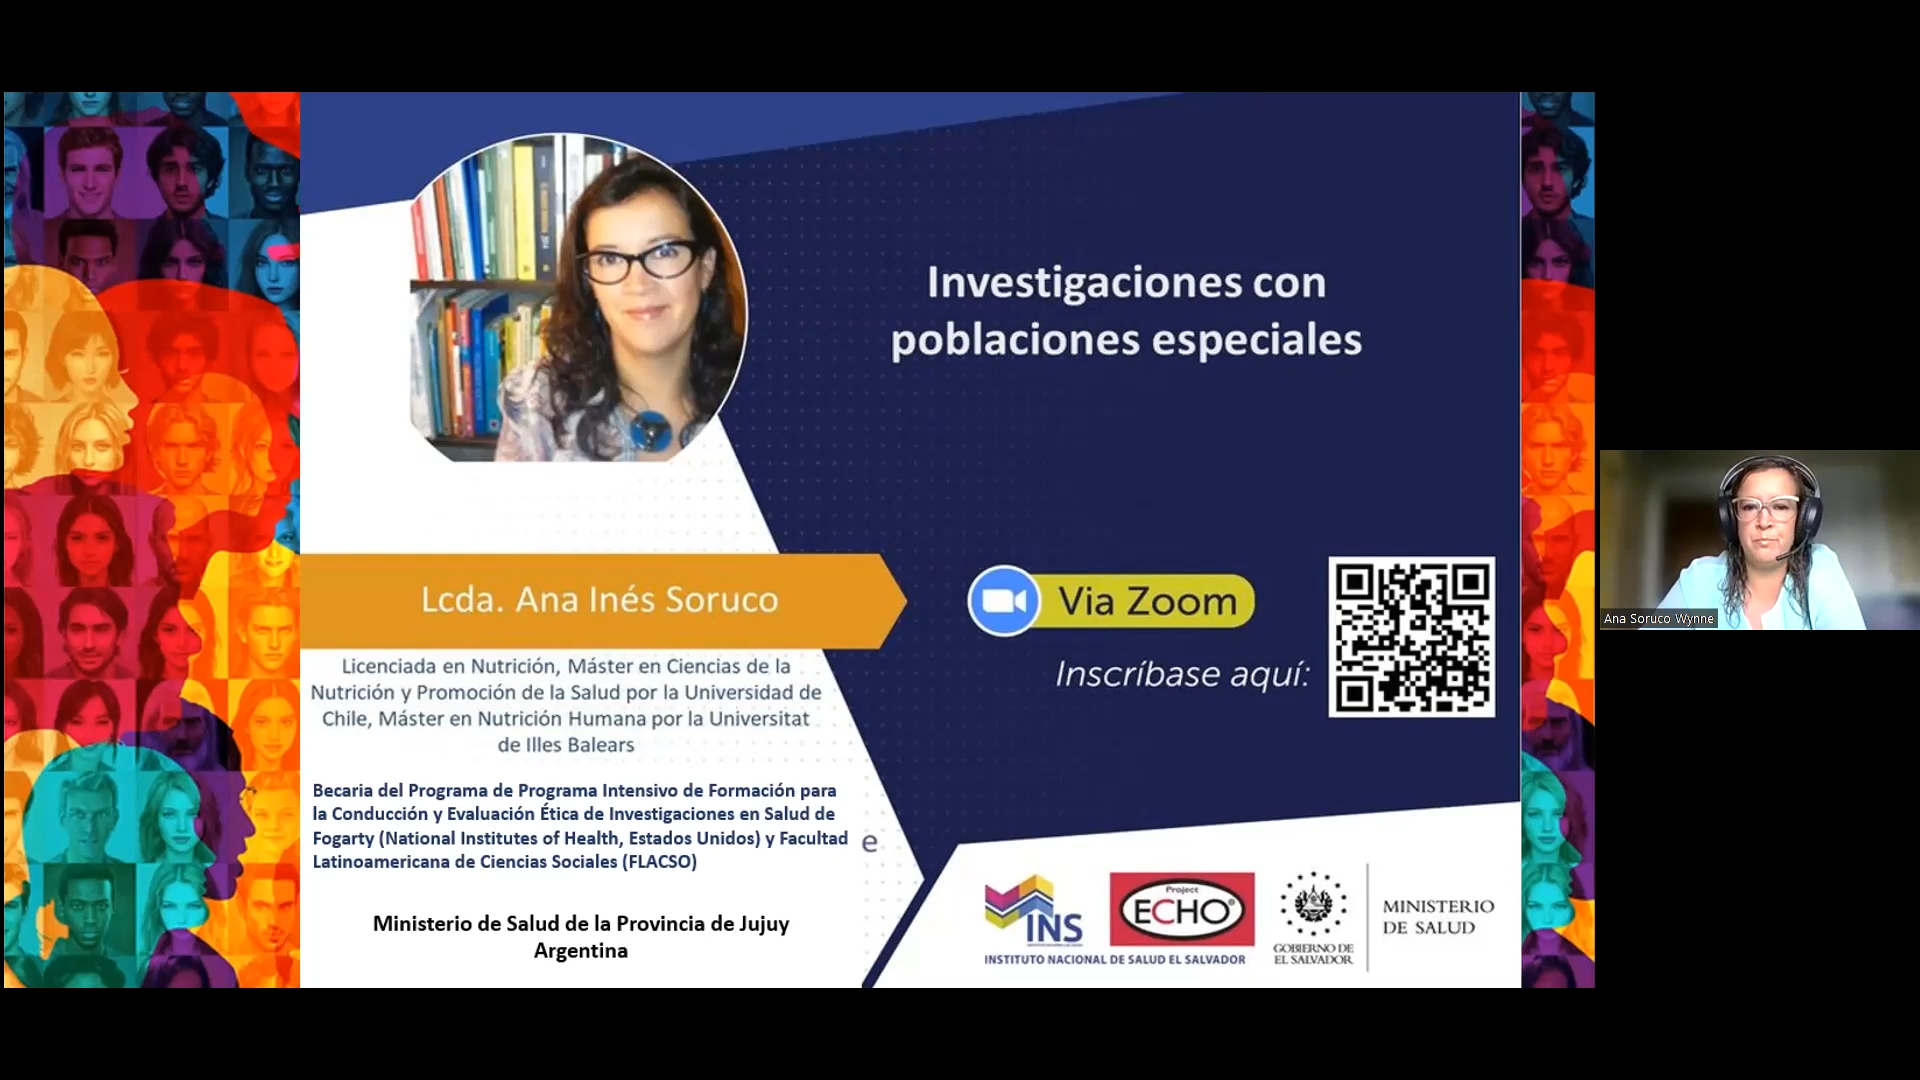 Investigaciones con
poblaciones especiales
Lcda. Ana Inés Soruco
Licenciada en Nutrición, Máster en Ciencias de la
Nutrición y Promoción de la Salud por la Universidad de
Chile, Máster en Nutrición Humana por la Universitat
de Illes Balears
Becaria del Programa de Programa Intensivo de Formación para
la Conducción y Evaluación Ética de Investigaciones en Salud de
Fogarty (National Institutes of Health, Estados Unidos) y Facultad
Latinoamericana de Ciencias Sociales (FLACSO)
e
Ministerio de Salud de la Provincia de Jujuy
Argentina
Via Zoom
Inscríbase aquí:
INS
INSTITUTO NACIONAL DE SALUD EL SALVADOR
Project
ECHO®
GOBIERNO DE
EL SALVADOR
MINISTERIO
DE SALUD
Ana Soruco Wynne